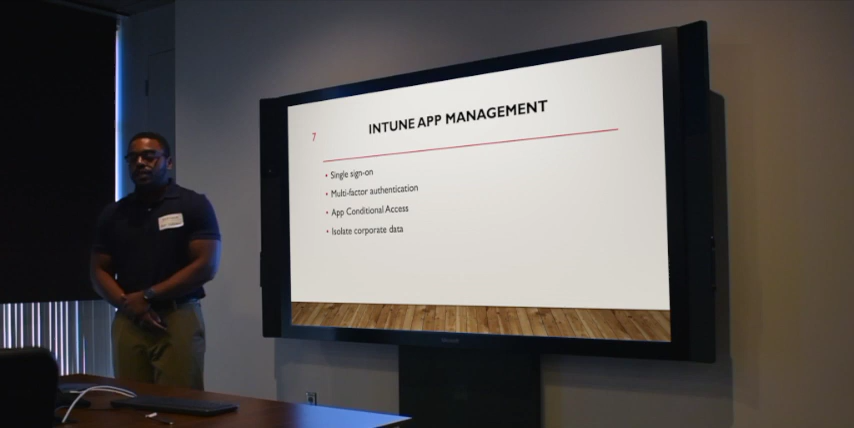 INTUNE APP MANAGEMENT
7
• Single sign-on
• Multi-factor authentication
• App Conditional Access
• Isolate corporate data